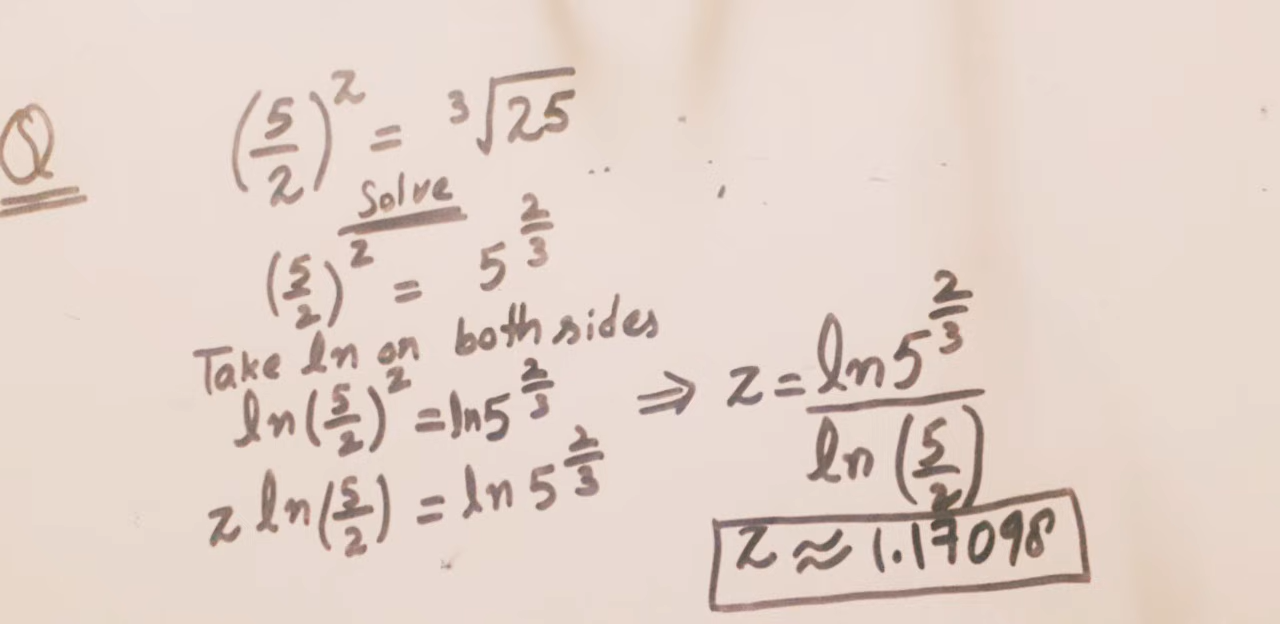 Q
(5/2)^z = ³√25
Solve
(5/2)^z = 5^(2/3)
Take ln on both sides
ln(5/2)^z = ln5^(2/3)
z ln(5/2) = ln 5^(2/3)
⇒ z = ln5^(2/3) / ln(5/2)
z ≈ 1.17098